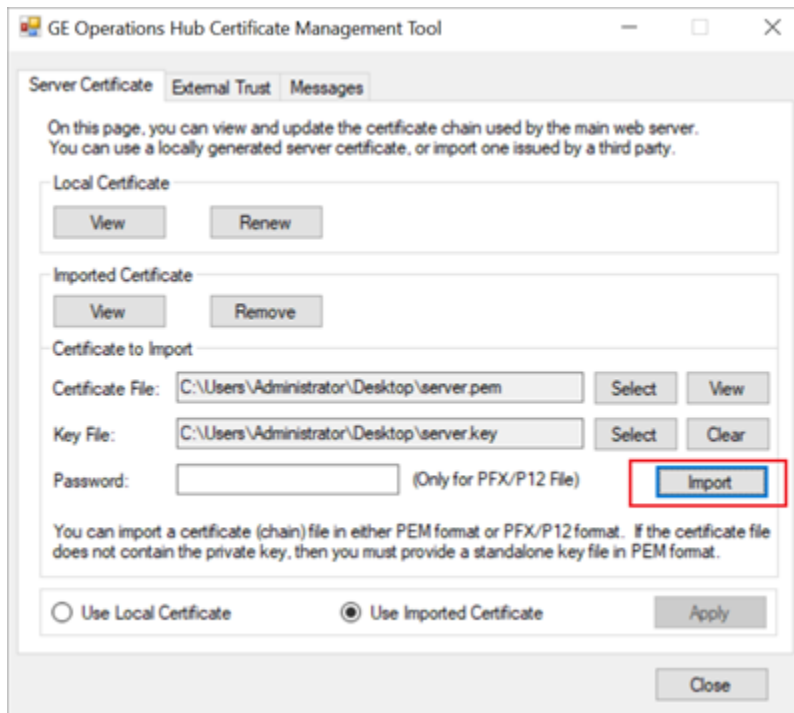 GE Operations Hub Certificate Management Tool
Server Certificate External Trust Messages
On this page, you can view and update the certificate chain used by the main web server.
You can use a locally generated server certificate, or import one issued by a third party.
Local Certificate
View Renew
Imported Certificate
View Remove
Certificate to Import
Certificate File: C:\Users\Administrator\Desktop\server.pem Select View
Key File: C:\Users\Administrator\Desktop\server.key Select Clear
Password: (Only for PFX/P12 File) Import
You can import a certificate (chain) file in either PEM format or PFX/P12 format. If the certificate file
does not contain the private key, then you must provide a standalone key file in PEM format.
Use Local Certificate Use Imported Certificate Apply
Close